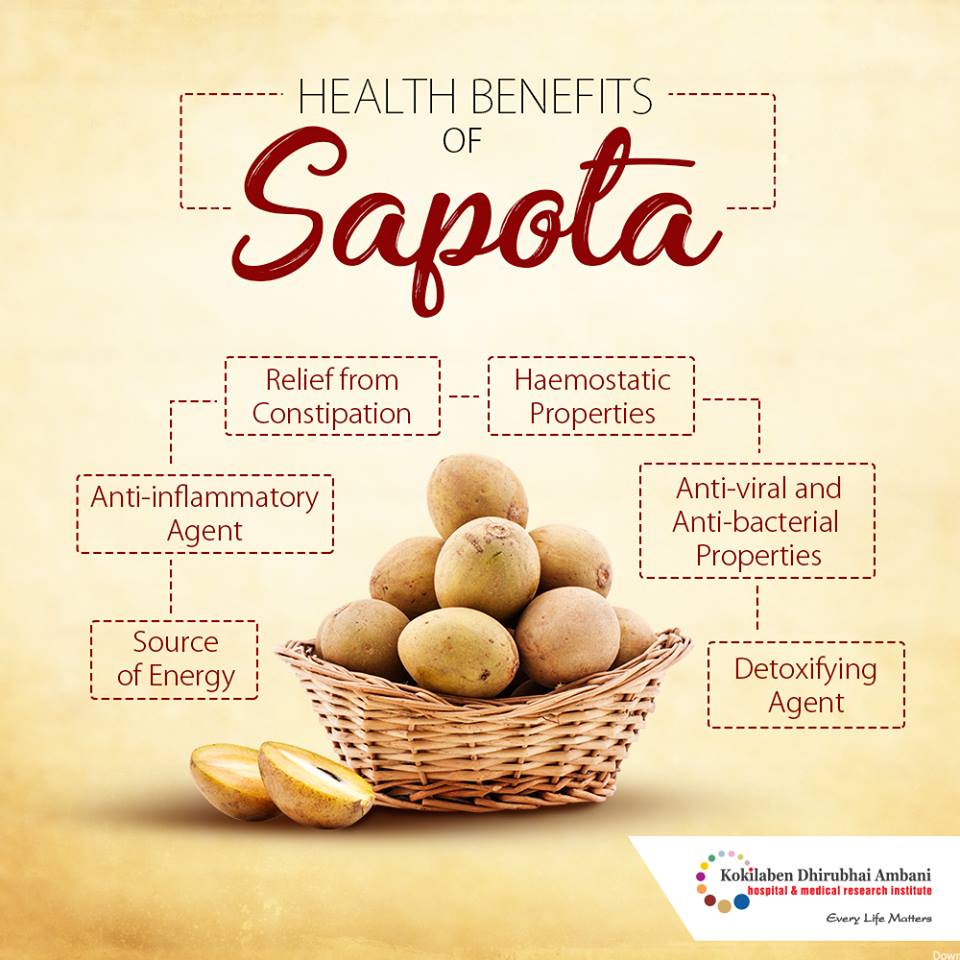 HEALTH BENEFITS
OF
Sapota
Relief from
Constipation
Haemostatic
Properties
Anti-inflammatory
Agent
Anti-viral and
Anti-bacterial
Properties
Source
of Energy
Detoxifying
Agent
Kokilaben Dhirubhai Ambani
hospital & medical research institute
Every Life Matters
Down